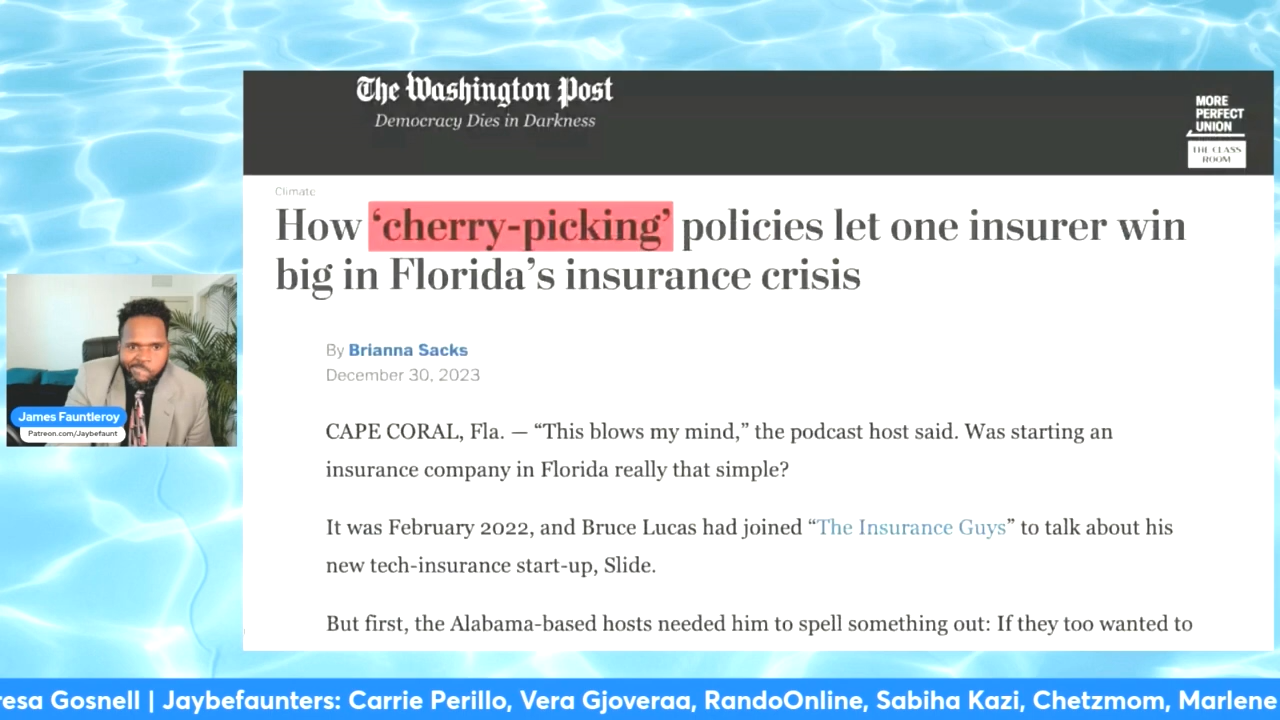 The Washington Post
Democracy Dies in Darkness
MORE
PERFECT
UNION
THE CLASS
ROOM
Climate
How ‘cherry-picking’ policies let one insurer win
big in Florida’s insurance crisis
By Brianna Sacks
December 30, 2023
CAPE CORAL, Fla. — “This blows my mind,” the podcast host said. Was starting an
insurance company in Florida really that simple?
It was February 2022, and Bruce Lucas had joined “The Insurance Guys” to talk about his
new tech-insurance start-up, Slide.
But first, the Alabama-based hosts needed him to spell something out: If they too wanted to
James Fauntleroy
Patreon.com/Jaybefaunt
resa Gosnell | Jaybefaunters: Carrie Perillo, Vera Gjoveraa, RandoOnline, Sabiha Kazi, Chetzmom, Marlene